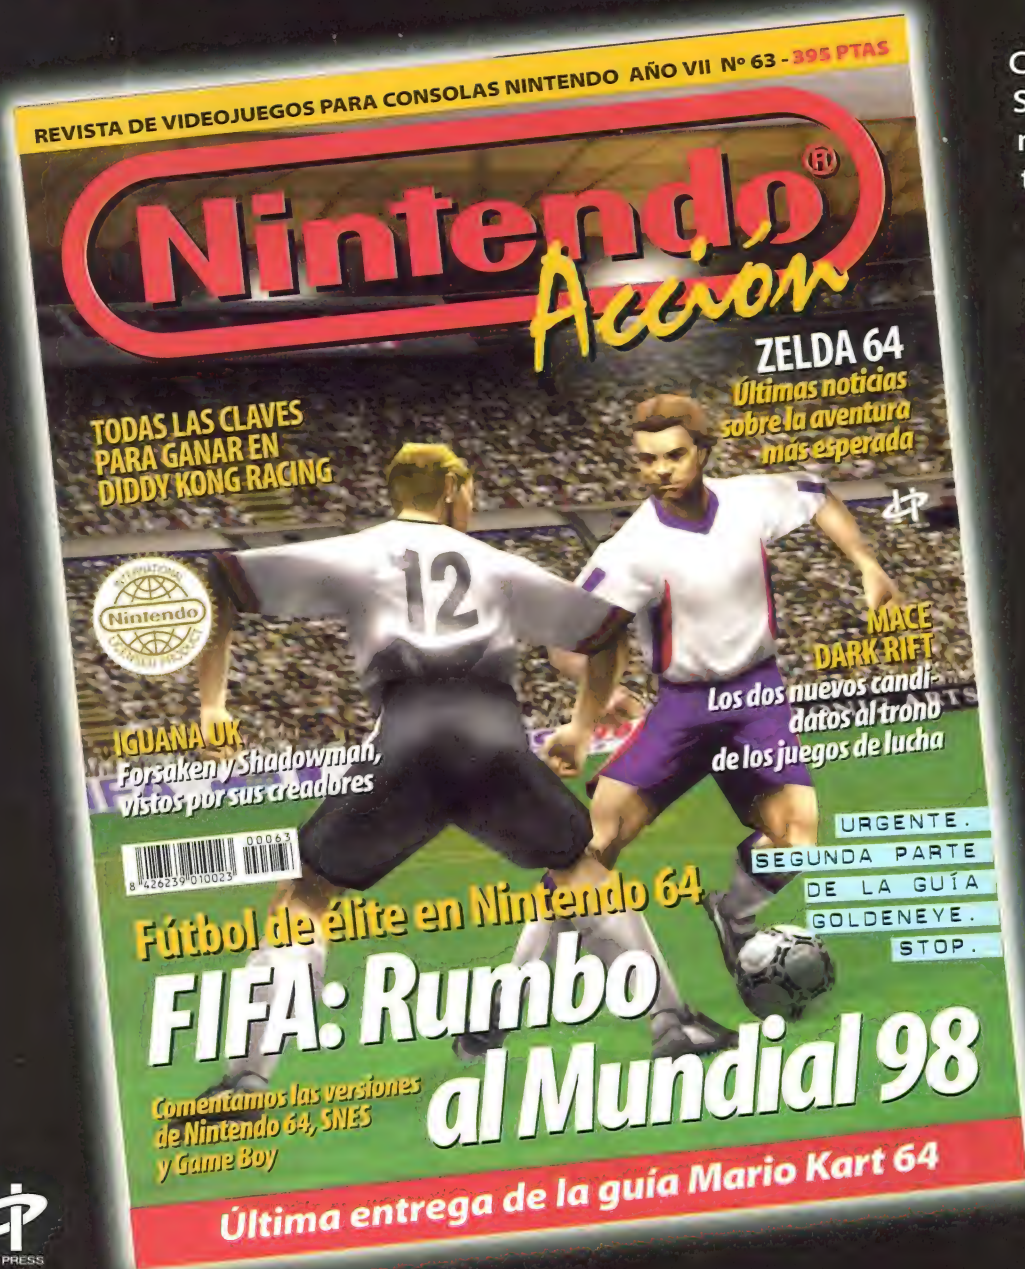 REVISTA DE VIDEOJUEGOS PARA CONSOLAS NINTENDO AÑO VII Nº 63 - 395 PTAS
Nintendo®
Acción
ZELDA 64
Últimas noticias
sobre la aventura
más esperada
TODAS LAS CLAVES
PARA GANAR EN
DIDDY KONG RACING
12
INTERNATIONAL
Nintendo
LICENSED PRODUCT
MACE
DARK RIFT
Los dos nuevos candi-
datos al trono
de los juegos de lucha
IGUANA UK
Forsaken y Shadowman,
vistos por sus creadores
00063
8 426239 010023
URGENTE.
SEGUNDA PARTE
DE LA GUÍA
GOLDENEYE.
STOP.
Fútbol de élite en Nintendo 64
FIFA: Rumbo
al Mundial 98
Comentamos las versiones
de Nintendo 64, SNES
y Game Boy
Última entrega de la guía Mario Kart 64
PRESS